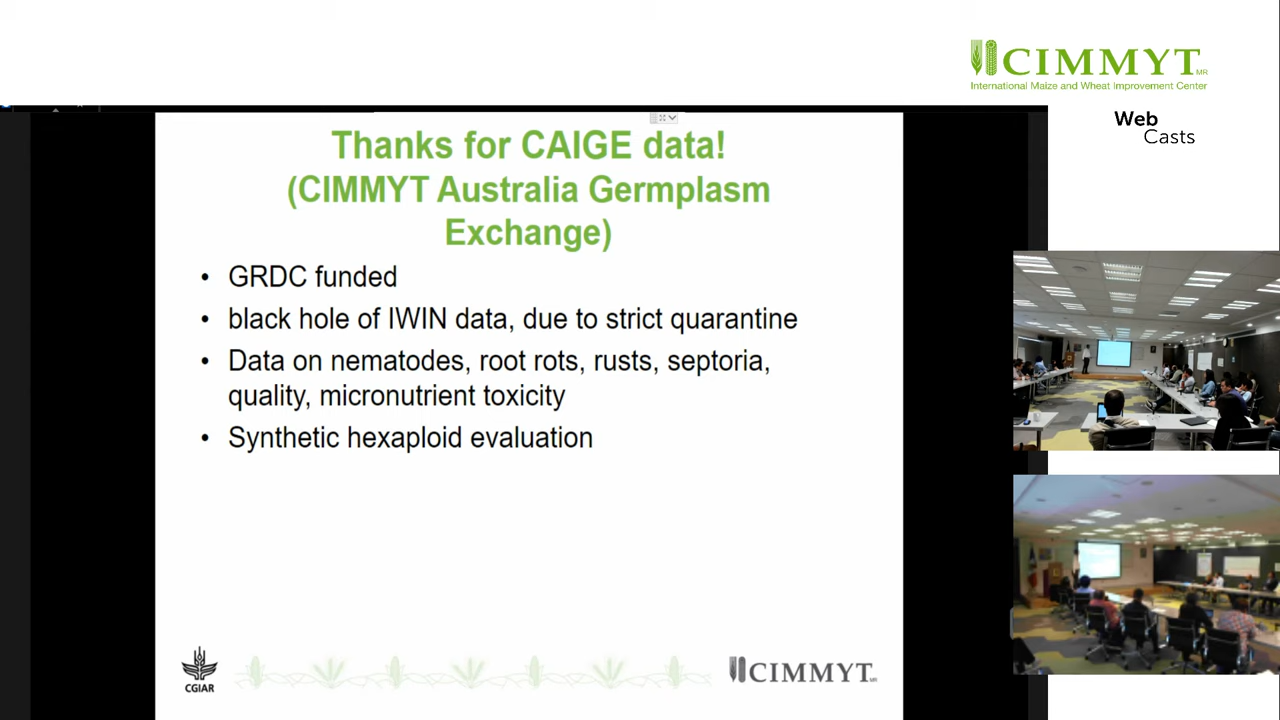 CIMMYT MR
International Maize and Wheat Improvement Center
Web
Casts
Thanks for CAIGE data!
(CIMMYT Australia Germplasm
Exchange)
• GRDC funded
• black hole of IWIN data, due to strict quarantine
• Data on nematodes, root rots, rusts, septoria,
quality, micronutrient toxicity
• Synthetic hexaploid evaluation
CGIAR
CIMMYT MR